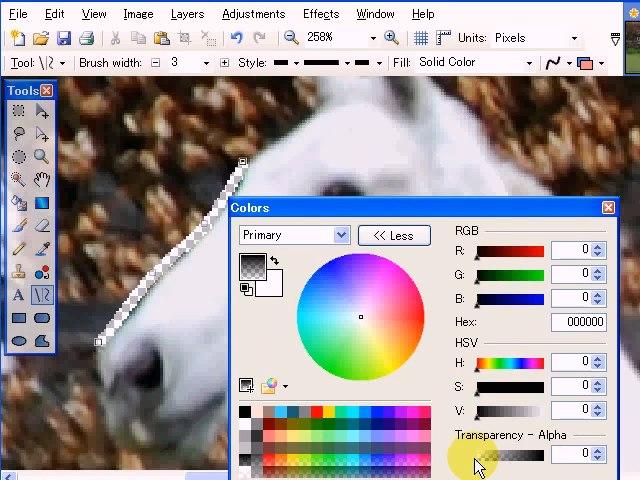 File Edit View Image Layers Adjustments Effects Window Help
258% Units: Pixels
Tool: Brush width: 3 Style: Fill: Solid Color
Tools
A
Colors
Primary << Less
RGB
R: 0
G: 0
B: 0
Hex: 000000
HSV
H: 0
S: 0
V: 0
Transparency - Alpha
0